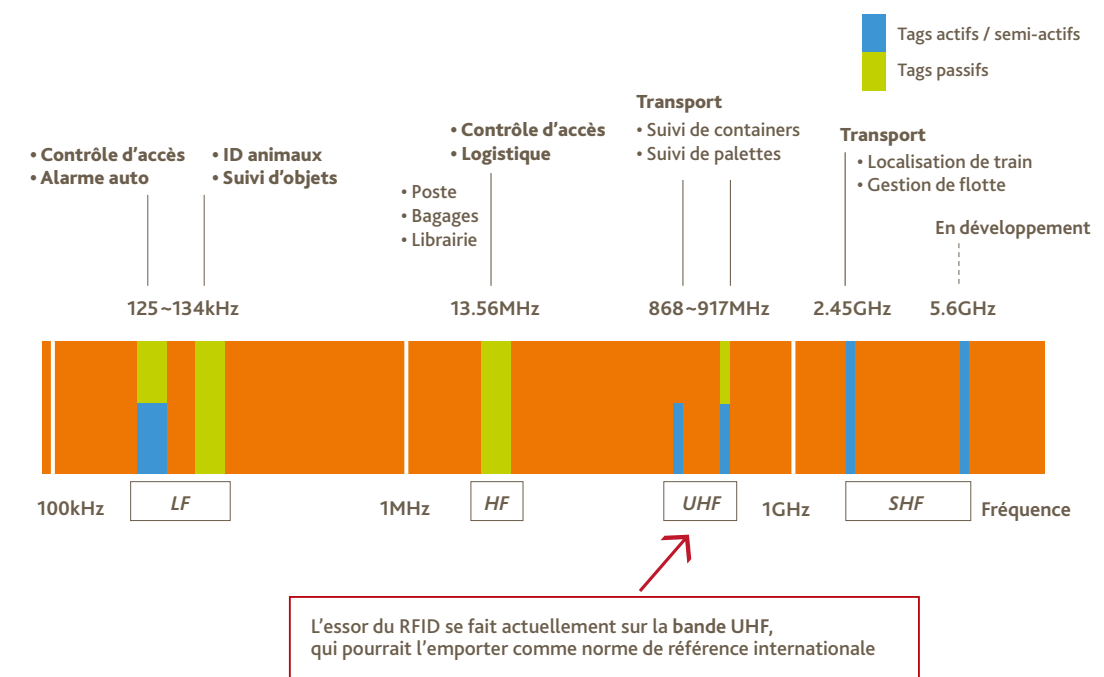 Tags actifs / semi-actifs
Tags passifs
• Contrôle d'accès
• Alarme auto
• ID animaux
• Suivi d'objets
• Contrôle d'accès
• Logistique
• Poste
• Bagages
• Librairie
Transport
• Suivi de containers
• Suivi de palettes
Transport
• Localisation de train
• Gestion de flotte
En développement
125~134kHz
13.56MHz
868~917MHz
2.45GHz
5.6GHz
100kHz
LF
1MHz
HF
UHF
1GHz
SHF
Fréquence
L'essor du RFID se fait actuellement sur la bande UHF,
qui pourrait l'emporter comme norme de référence internationale